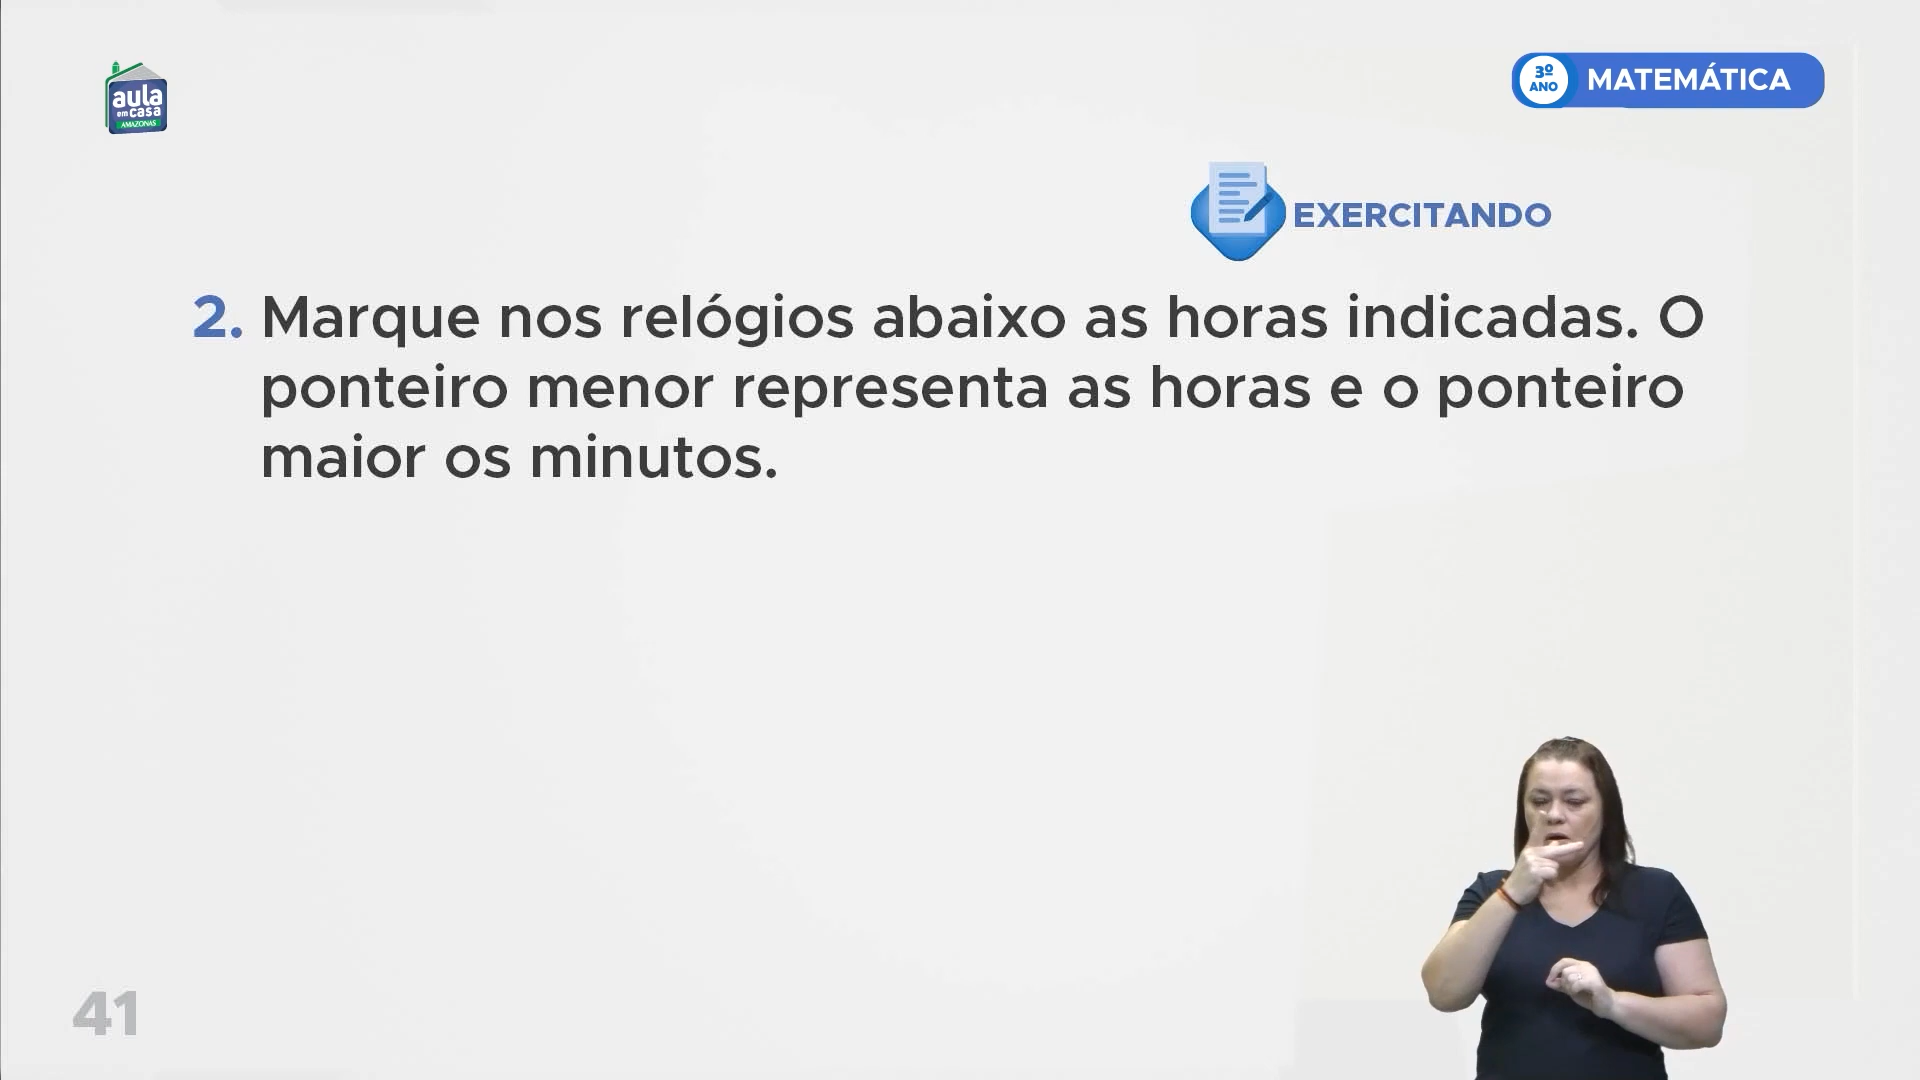 aula
em casa
AMAZONAS
3º
ANO
MATEMÁTICA
EXERCITANDO
2. Marque nos relógios abaixo as horas indicadas. O
ponteiro menor representa as horas e o ponteiro
maior os minutos.
41